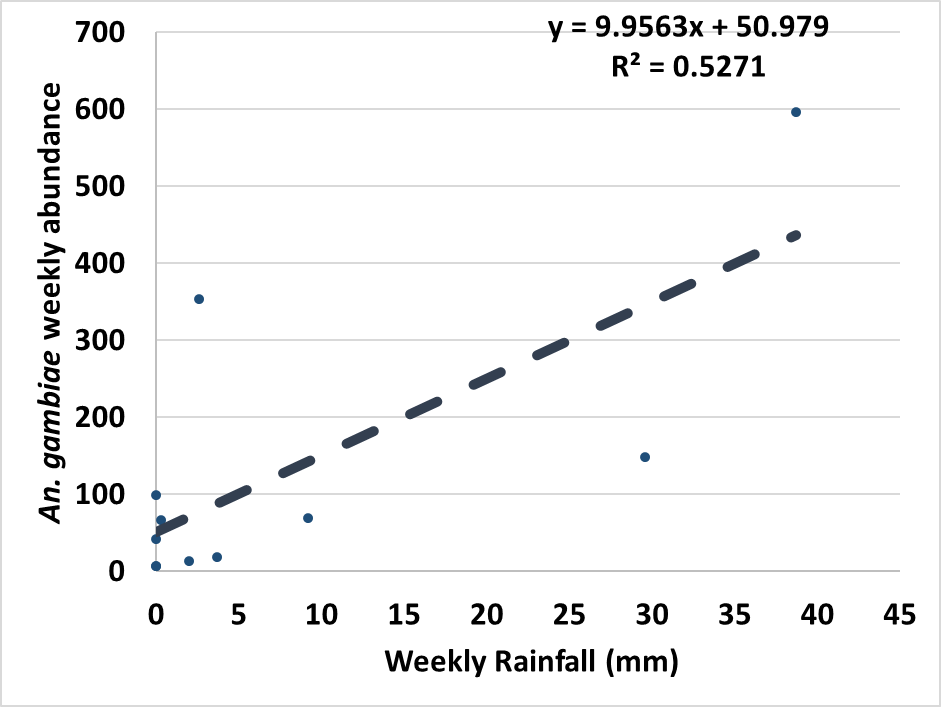 y = 9.9563x + 50.979
R² = 0.5271
700
600
500
400
300
200
100
0
An. gambiae weekly abundance
0 5 10 15 20 25 30 35 40 45
Weekly Rainfall (mm)